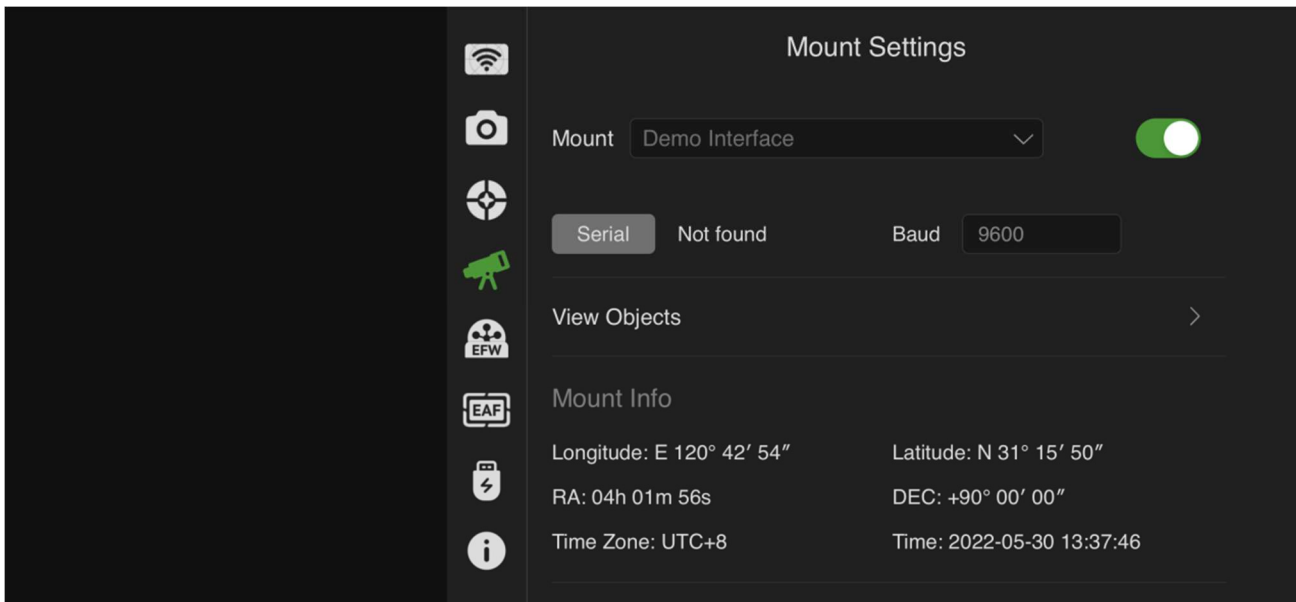 Mount Settings
Mount Demo Interface
Serial Not found Baud 9600
View Objects
EFW
Mount Info
EAF
Longitude: E 120° 42′ 54″ Latitude: N 31° 15′ 50″
RA: 04h 01m 56s DEC: +90° 00′ 00″
Time Zone: UTC+8 Time: 2022-05-30 13:37:46